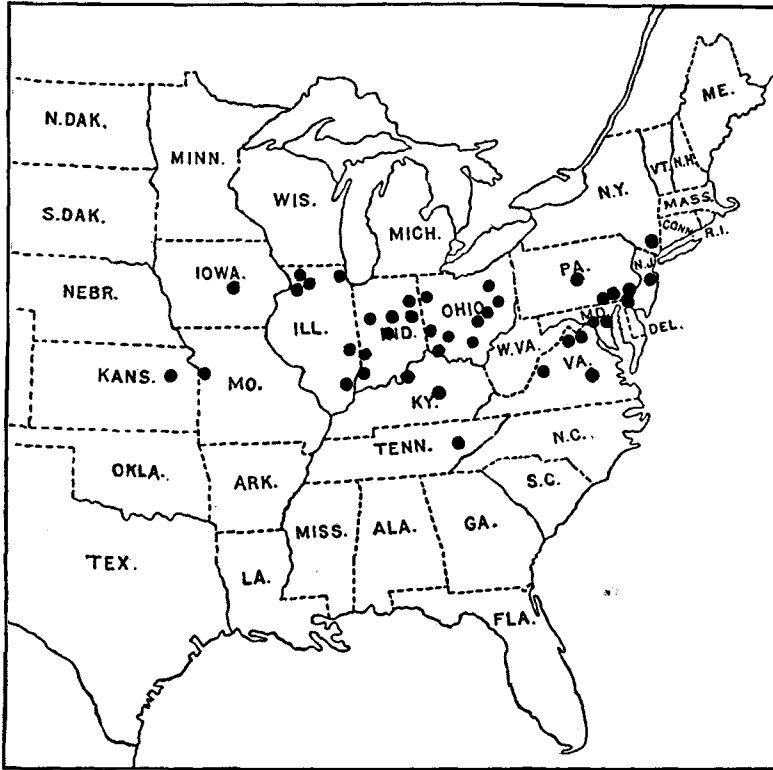 ME.
N.DAK.
MINN.
VT.
N.H.
WIS.
N.Y.
MASS.
S.DAK.
MICH.
CONN.
R.I.
IOWA.
PA.
N.J.
NEBR.
OHIO
ILL.
IND.
MD.
DEL.
W.VA.
VA.
KANS.
MO.
KY.
TENN.
N.C.
OKLA.
ARK.
S.C.
MISS.
ALA.
GA.
TEX.
LA.
FLA.